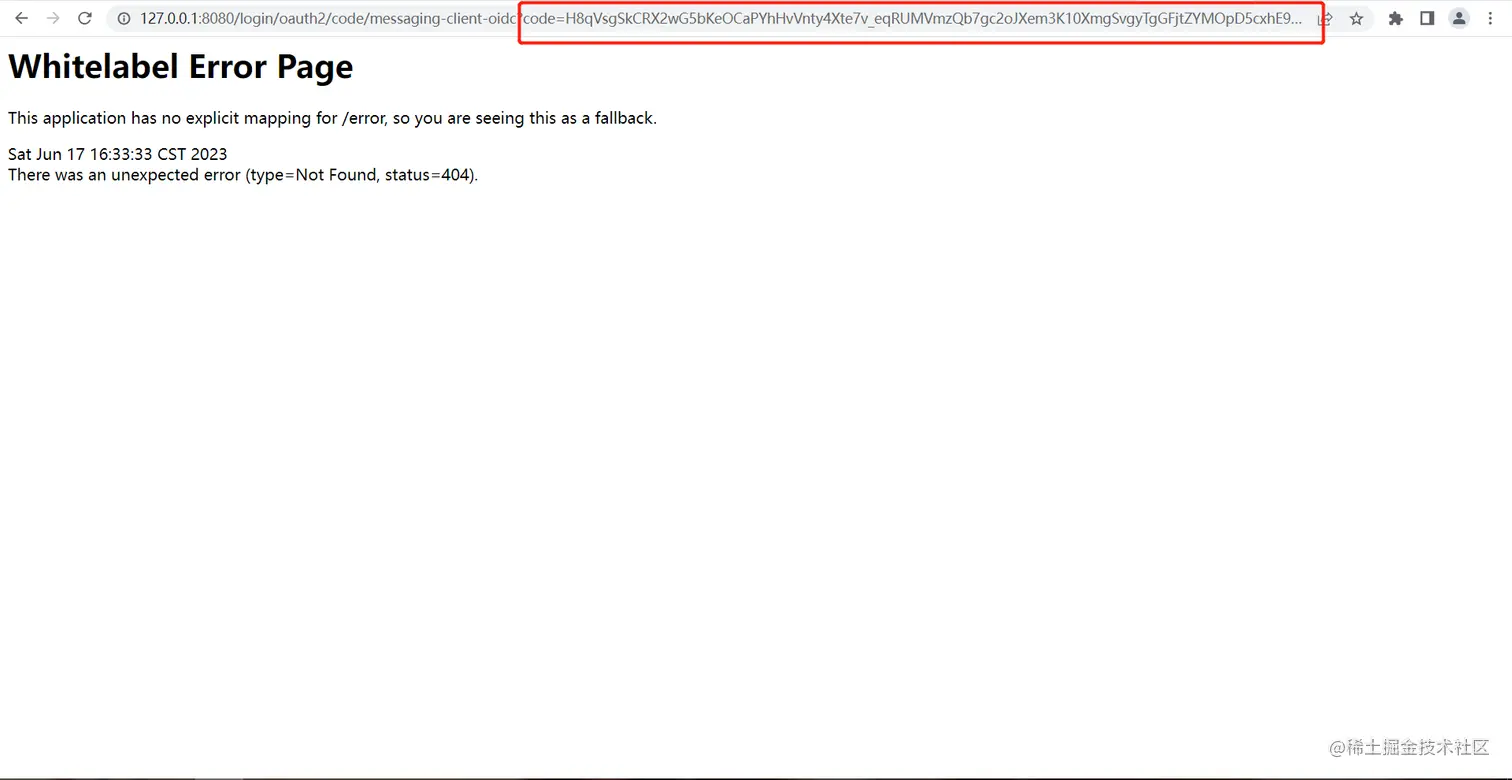 127.0.0.1:8080/login/oauth2/code/messaging-client-oidc?code=H8qVsgSkCRX2wG5bKeOCaPYhHvVnty4Xte7v_eqRUMVmzQb7gc2oJXem3K10XmgSvgyTgGFjtZYMOpD5cxhE9...
Whitelabel Error Page
This application has no explicit mapping for /error, so you are seeing this as a fallback.
Sat Jun 17 16:33:33 CST 2023
There was an unexpected error (type=Not Found, status=404).
@稀土掘金技术社区